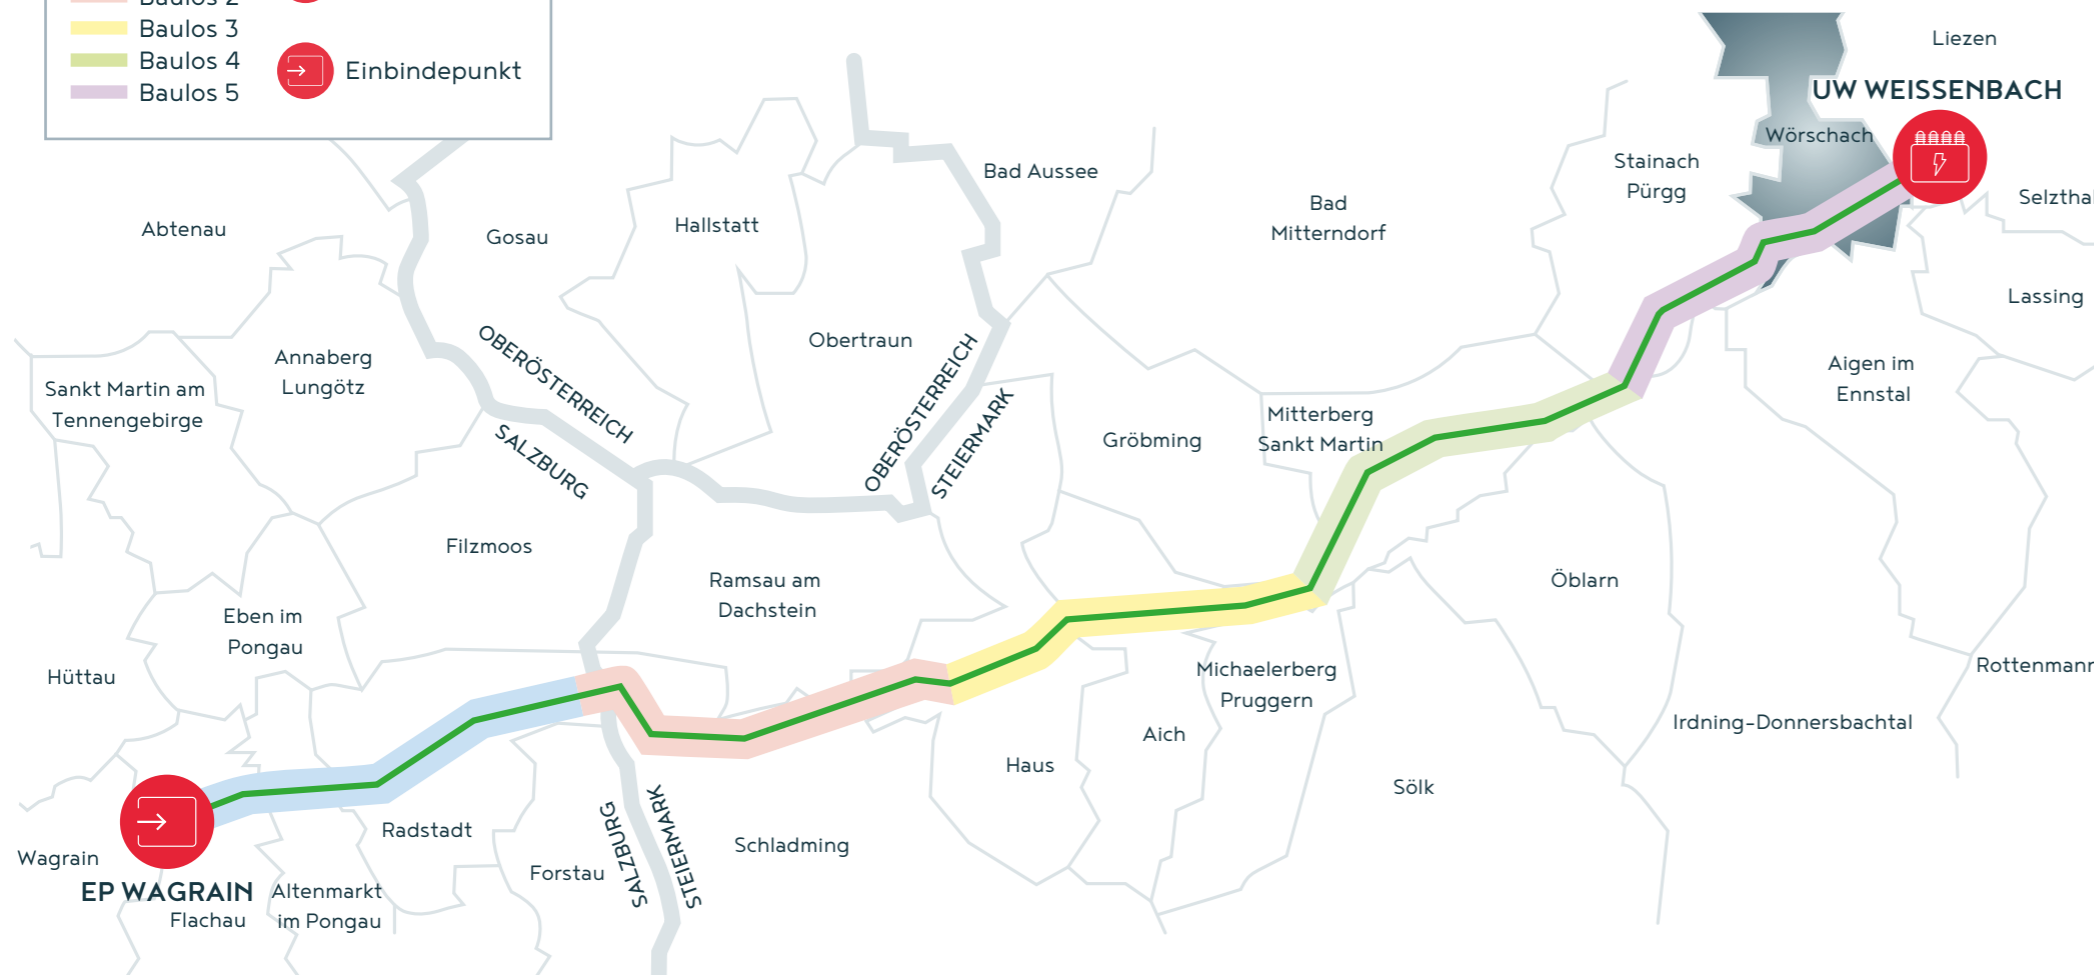 Baulos 2
Baulos 3
Baulos 4
Baulos 5
Einbindepunkt
Liezen
UW WEISSENBACH
Wörschach
Stainach
Pürgg
Bad Aussee
Bad
Mitterndorf
Abtenau
Gosau
Hallstatt
Lassing
Obertraun
OBERÖSTERREICH
SALZBURG
OBERÖSTERREICH
STEIERMARK
Annaberg
Lungötz
Sankt Martin am
Tennengebirge
Aigen im
Ennstal
Gröbming
Mitterberg
Sankt Martin
Filzmoos
Ramsau am
Dachstein
Öblarn
Eben im
Pongau
Hüttau
Michaelerberg
Pruggern
Irdning-Donnersbachtal
Aich
Haus
Sölk
Radstadt
Schladming
SALZBURG
STEIERMARK
Forstau
Wagrain
EP WAGRAIN
Flachau
Altenmarkt
im Pongau